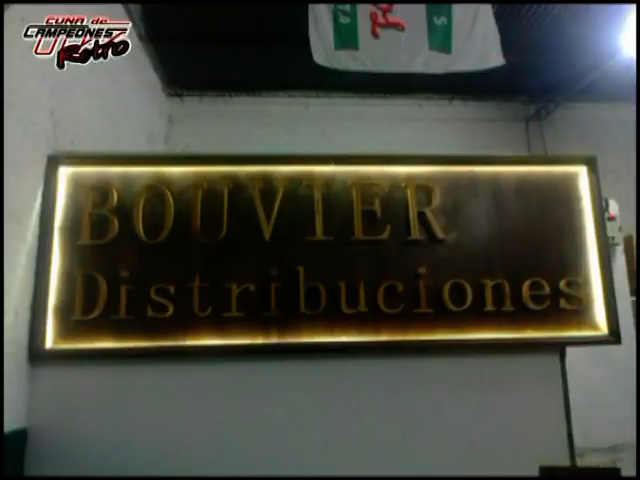 CUNA de
CAMPEONES
Retro
BOUVIER
Distribuciones